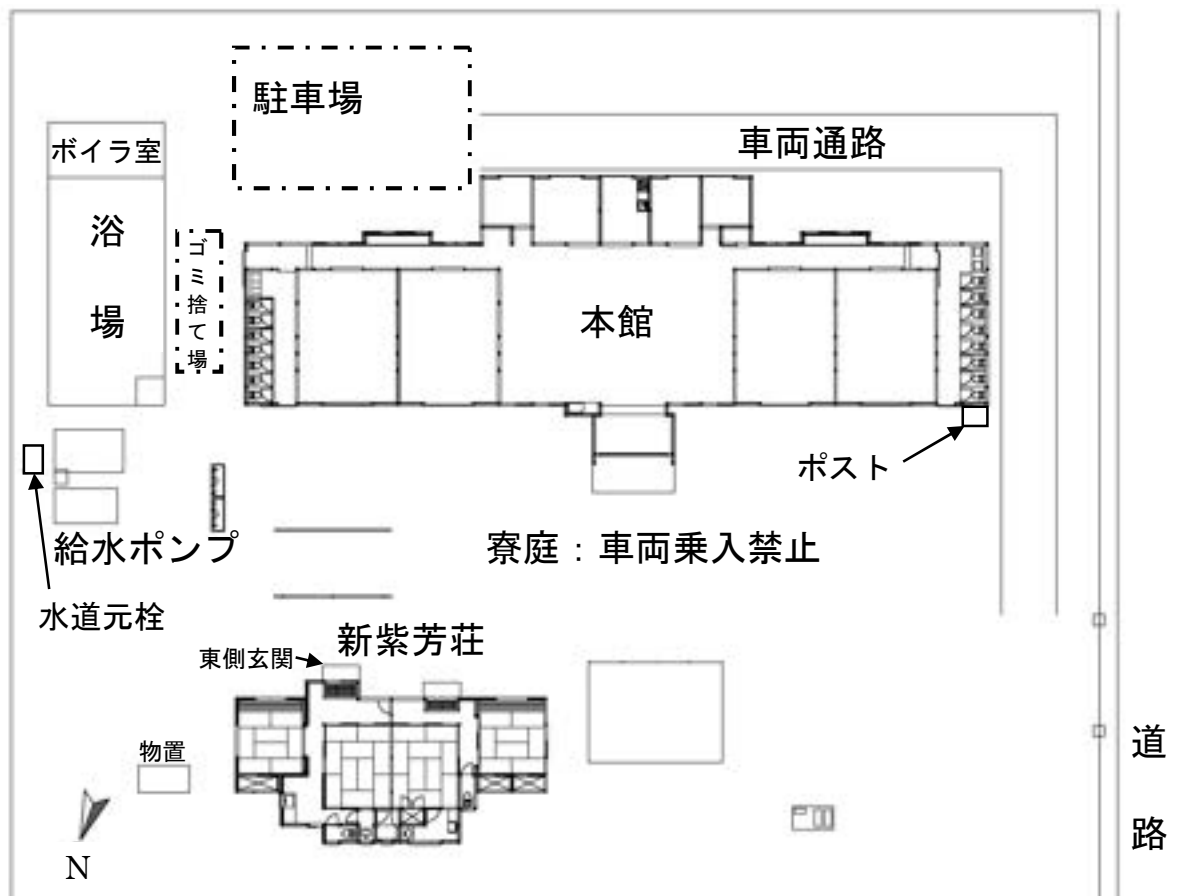 駐車場
車両通路
ボイラ室
浴場
ゴミ捨て場
本館
ポスト
給水ポンプ
寮庭：車両乗入禁止
水道元栓
新紫芳荘
東側玄関
物置
道路
N